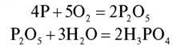 4P+5O₂ = 2P₂O₅
P₂O₅+3H₂O = 2H₃PO₄